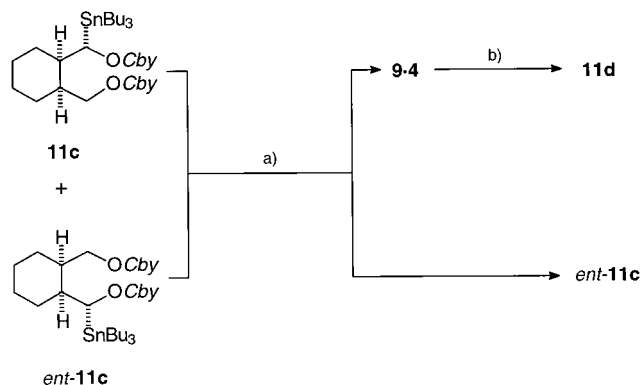 SnBu3
H
OCby
OCby
H
11c
+
H
OCby
OCby
H
SnBu3
ent-11c
a)
9·4
b)
11d
ent-11c